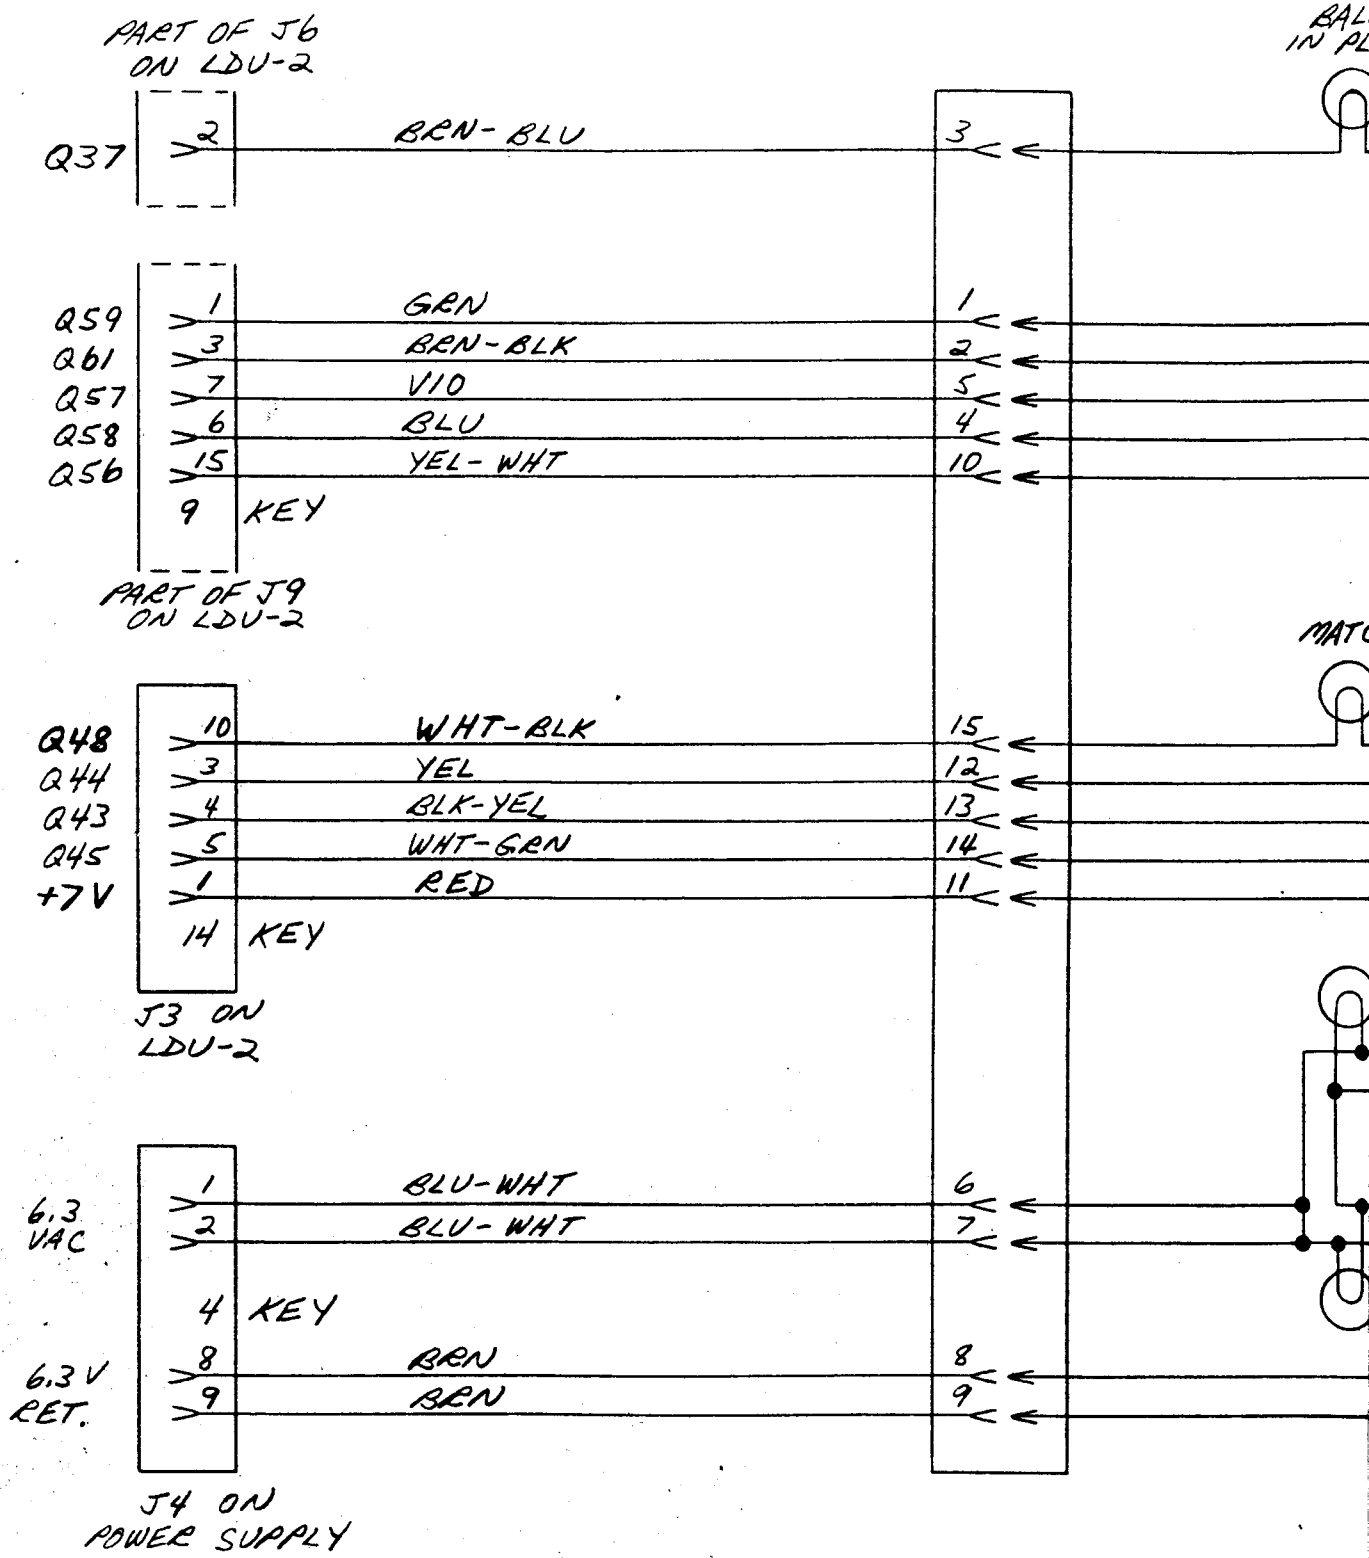 PART OF J6
ON LDU-2
BAL
IN PL
Q37 2 BRN-BLU 3
Q59 1 GRN 1
Q61 3 BRN-BLK 2
Q57 7 VIO 5
Q58 6 BLU 4
Q56 15 YEL-WHT 10
9 KEY
PART OF J9
ON LDU-2
MATC
Q48 10 WHT-BLK 15
Q44 3 YEL 12
Q43 4 BLK-YEL 13
Q45 5 WHT-GRN 14
+7V 1 RED 11
14 KEY
J3 ON
LDU-2
6.3
VAC
1 BLU-WHT 6
2 BLU-WHT 7
4 KEY
6.3V
RET.
8 BRN 8
9 BRN 9
J4 ON
POWER SUPPLY